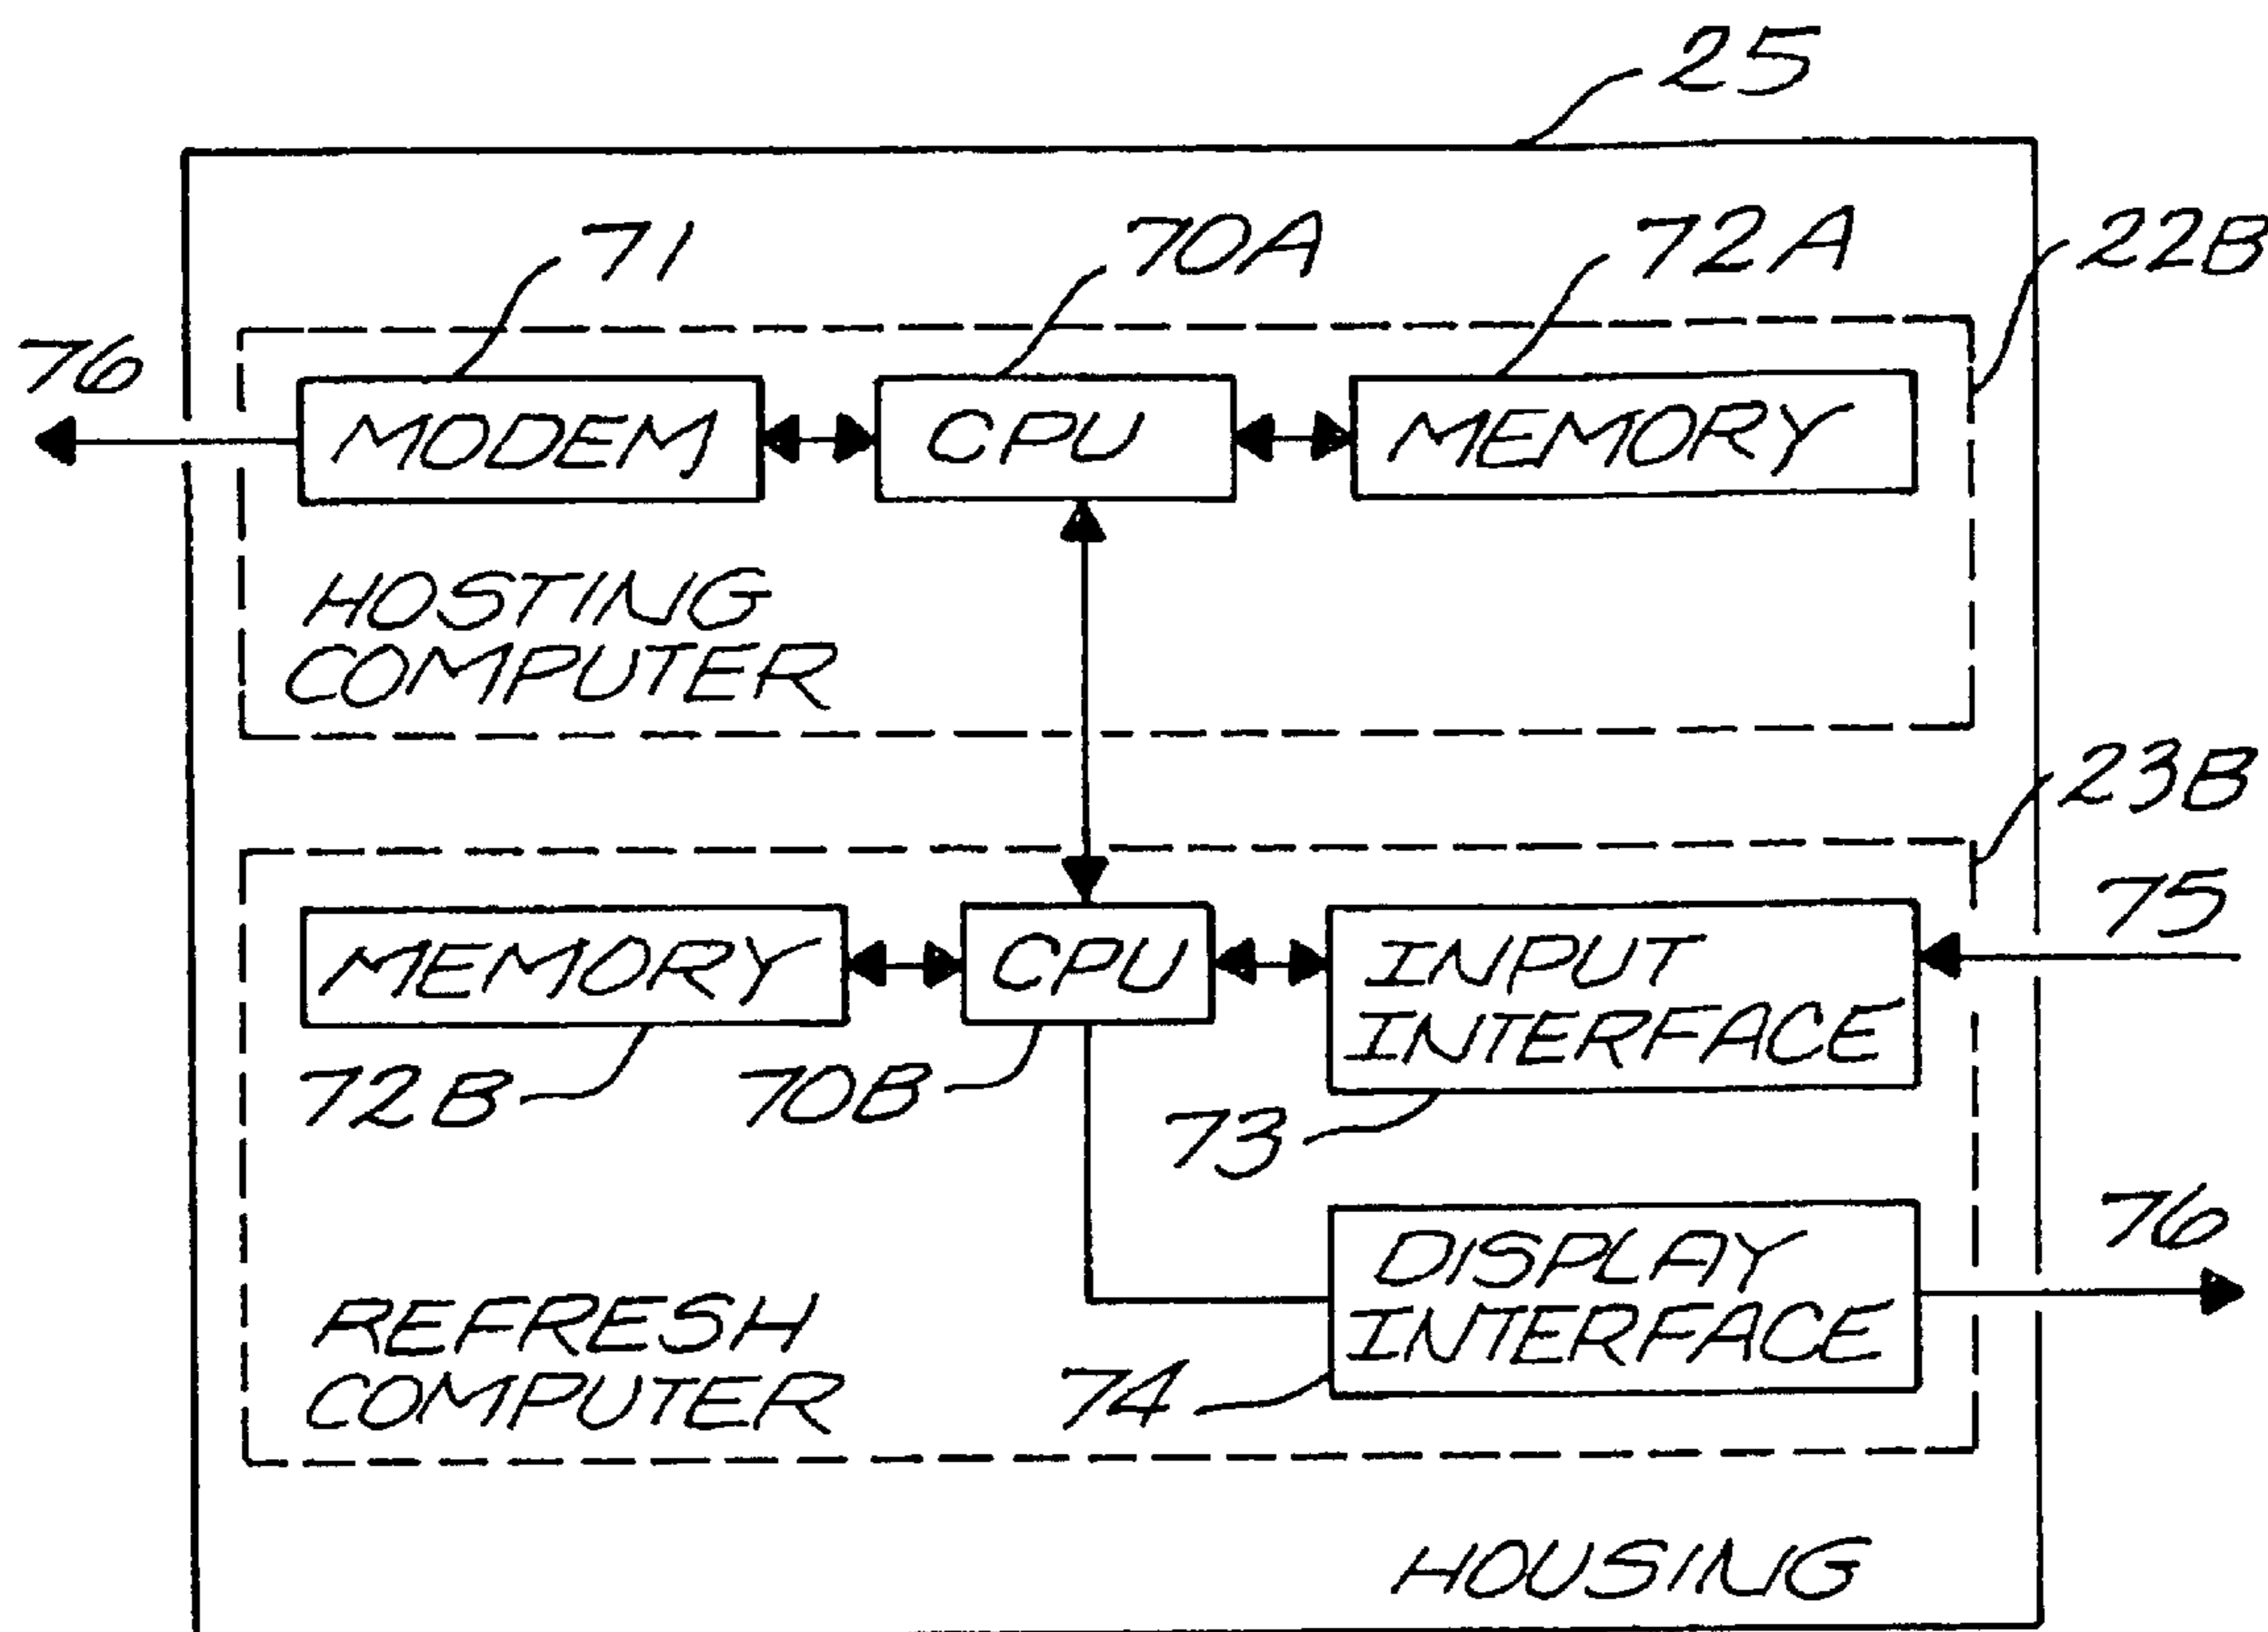 25
71
70A
72A
22B
76
MODEM
CPU
MEMORY
HOSTING
COMPUTER
23B
75
MEMORY
CPU
INPUT
INTERFACE
72B
70B
73
76
DISPLAY
INTERFACE
REFRESH
COMPUTER
74
HOUSING